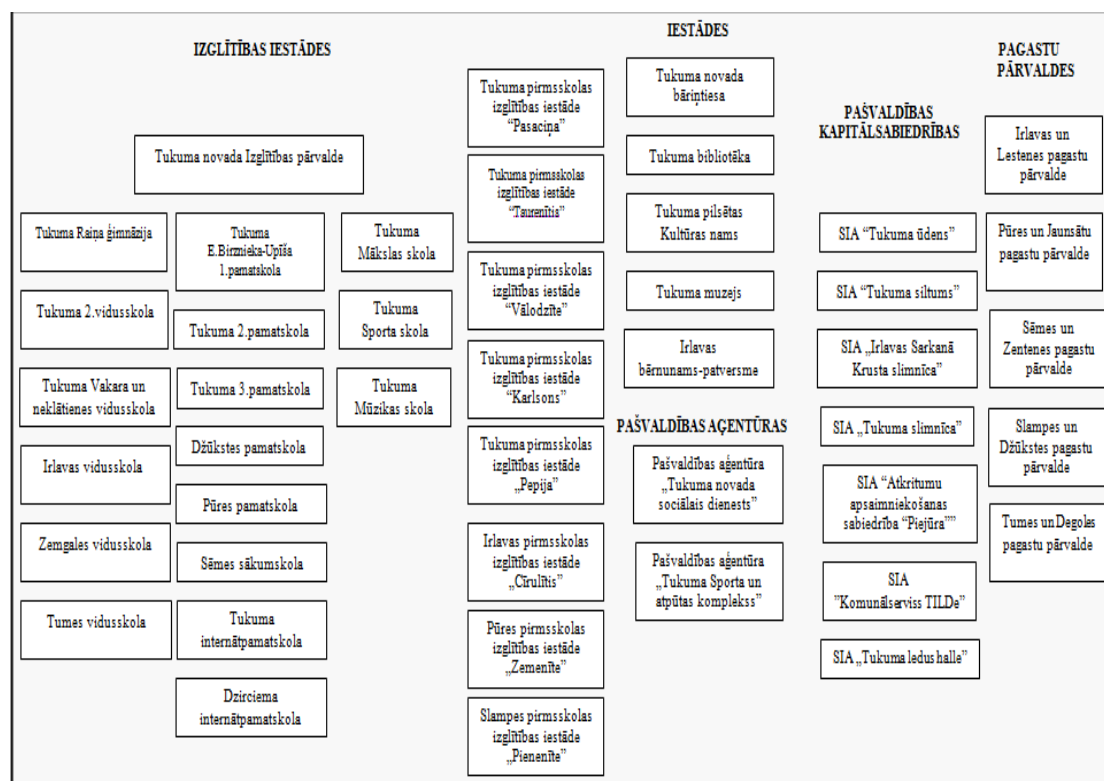 IZGLĪTĪBAS IESTĀDES
Tukuma novada Izglītības pārvalde
Tukuma Raiņa ģimnāzija
Tukuma 2.vidusskola
Tukuma Vakara un
neklātienes vidusskola
Irlavas vidusskola
Zemgales vidusskola
Tumes vidusskola
Tukuma
E.Birznieka-Upīša
1.pamatskola
Tukuma 2.pamatskola
Tukuma 3.pamatskola
Džūkstes pamatskola
Pūres pamatskola
Sēmes sākumskola
Tukuma
internātpamatskola
Dzirciema
internātpamatskola
Tukuma
Mākslas skola
Tukuma
Sporta skola
Tukuma
Mūzikas skola
Tukuma pirmsskolas
izglītības iestāde
“Pasaciņa”
Tukuma pirmsskolas
izglītības iestāde
“Taurenītis”
Tukuma pirmsskolas
izglītības iestāde
“Vālodzīte”
Tukuma pirmsskolas
izglītības iestāde
“Karlsons”
Tukuma pirmsskolas
izglītības iestāde
„Pepija”
Irlavas pirmsskolas
izglītības iestāde
„Cīrulītis”
Pūres pirmsskolas
izglītības iestāde
„Zemenīte”
Slampes pirmsskolas
izglītības iestāde
“Pienenīte”
IESTĀDES
Tukuma novada
bāriņtiesa
Tukuma bibliotēka
Tukuma pilsētas
Kultūras nams
Tukuma muzejs
Irlavas
bērnunams-patversme
PAŠVALDĪBAS AĢENTŪRAS
Pašvaldības aģentūra
„Tukuma novada
sociālais dienests”
Pašvaldības aģentūra
„Tukuma Sporta un
atpūtas komplekss”
PAŠVALDĪBAS
KAPITĀLSABIEDRĪBAS
SIA “Tukuma ūdens”
SIA “Tukuma siltums”
SIA „Irlavas Sarkanā
Krusta slimnīca”
SIA „Tukuma slimnīca”
SIA “Atkritumu
apsaimniekošanas
sabiedrība “Piejūra””
SIA
”Komunālserviss TILDe”
SIA „Tukuma ledus halle”
PAGASTU
PĀRVALDES
Irlavas un
Lestenes pagastu
pārvalde
Pūres un Jaunsātu
pagastu pārvalde
Sēmes un
Zentenes pagastu
pārvalde
Slampes un
Džūkstes pagastu
pārvalde
Tumes un Degoles
pagastu pārvalde